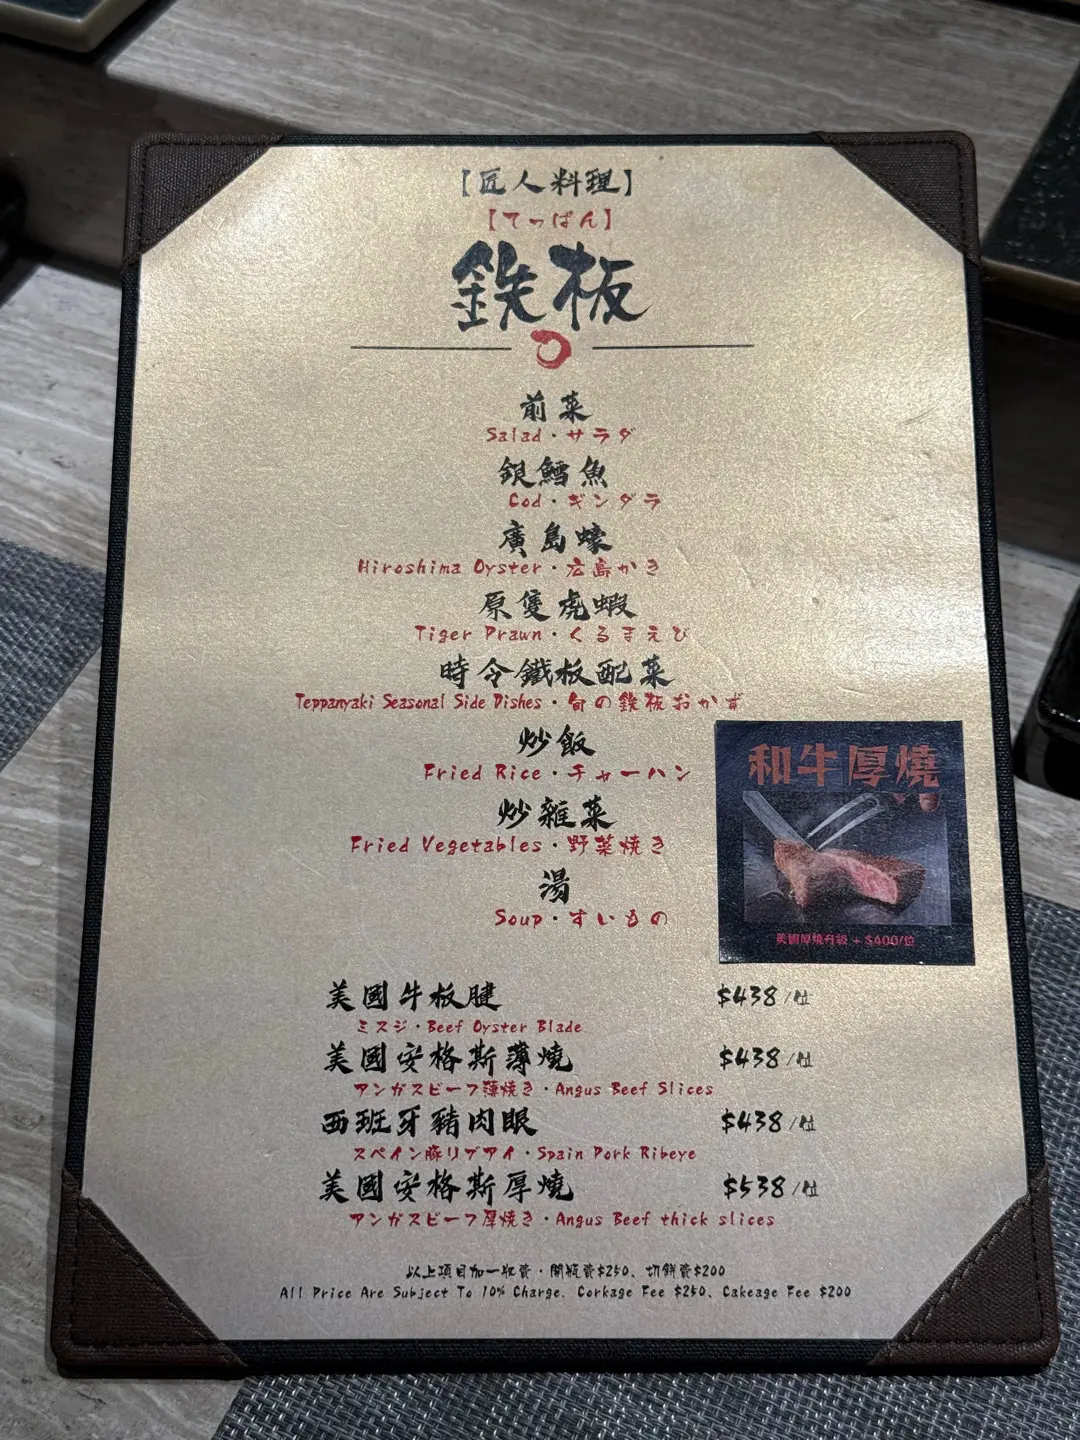 【匠人料理】
【てっぱん】
鉄板
前菜
Salad・サラダ
銀鱈魚
Cod・ギンダラ
廣島蠔
Hiroshima Oyster・広島かき
原隻虎蝦
Tiger Prawn・くるまえび
時令鐵板配菜
Teppanyaki Seasonal Side Dishes・旬の鉄板おかず
炒飯
Fried Rice・チャーハン
炒雜菜
Fried Vegetables・野菜焼き
湯
Soup・すいもの
和牛厚燒
美國厚燒升級 + $400/位
美國牛板腱 $438/位
ミスジ・Beef Oyster Blade
美國安格斯薄燒 $438/位
アンガスビーフ薄焼き・Angus Beef Slices
西班牙豬肉眼 $438/位
スペイン豚リブアイ・Spain Pork Ribeye
美國安格斯厚燒 $538/位
アンガスビーフ厚焼き・Angus Beef thick slices
以上項目加一收費・開瓶費$250、切餅費$200
All Price Are Subject To 10% Charge. Corkage Fee $250、Cakeage Fee $200